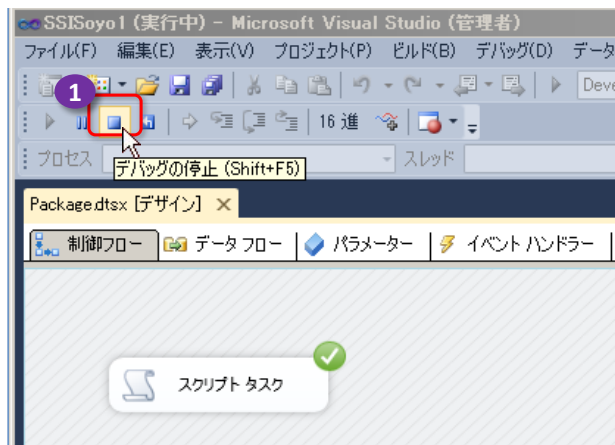 SSISoyo1 (実行中) - Microsoft Visual Studio (管理者)
ファイル(F) 編集(E) 表示(V) プロジェクト(P) ビルド(B) デバッグ(D) データ
1
Deve
16 進
プロセス スレッド
デバッグの停止 (Shift+F5)
Package.dtsx [デザイン]
制御フロー データ フロー パラメーター イベント ハンドラー
スクリプト タスク